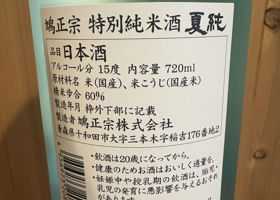 鳩正宗 特別純米酒 夏純
品目 日本酒
アルコール分 15度 内容量 720ml
原材料名 米(国産)、米こうじ(国産米)
精米歩合 60%
製造年月 枠外下部に記載
製造者 鳩正宗株式会社
青森県十和田市大字三本木字稲吉176番地2
・飲酒は20歳になってから。
・健康のためお酒はおいしく適量を。
・妊娠中や授乳期の飲酒は、胎児・
乳児の発育に悪影響を与えるおそれ
があります。